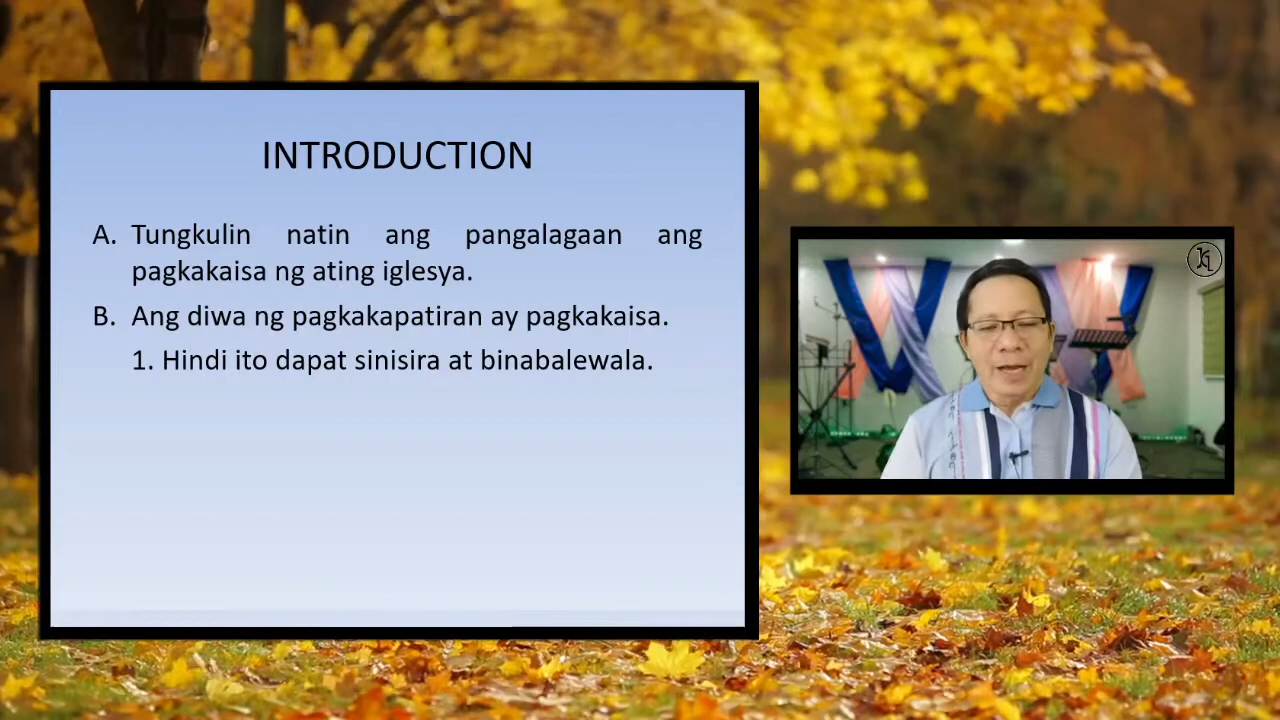 INTRODUCTION
A. Tungkulin natin ang pangalagaan ang
pagkakaisa ng ating iglesya.
B. Ang diwa ng pagkakapatiran ay pagkakaisa.
1. Hindi ito dapat sinisira at binabalewala.